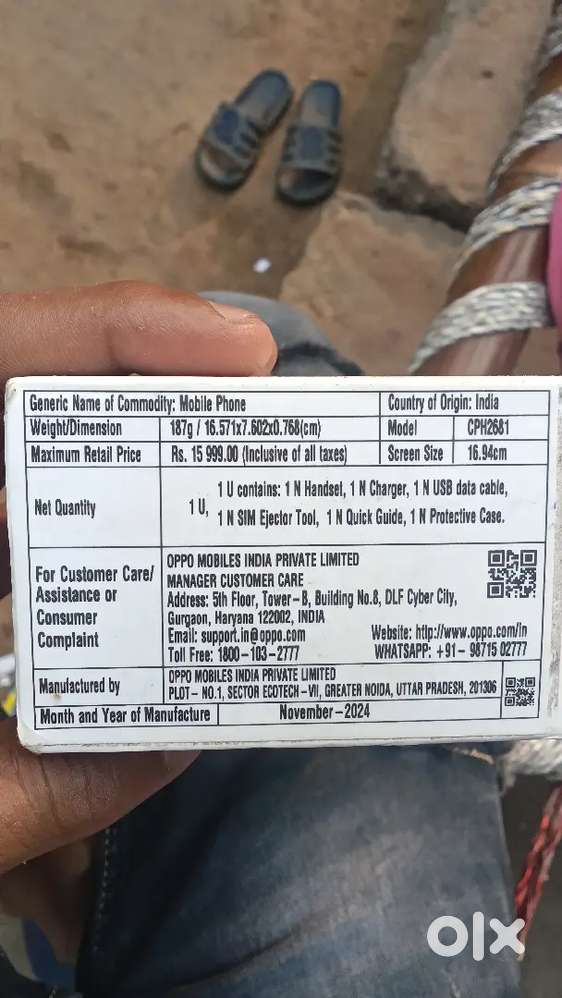 Generic Name of Commodity: Mobile Phone Country of Origin: India
Weight/Dimension 187g / 16.571x7.602x0.768(cm) Model CPH2681
Maximum Retail Price Rs. 15 999.00 (Inclusive of all taxes) Screen Size 16.94cm
Net Quantity 1 U, 1 U contains: 1 N Handset, 1 N Charger, 1 N USB data cable,
1 N SIM Ejector Tool, 1 N Quick Guide, 1 N Protective Case.
For Customer Care/
Assistance or
Consumer
Complaint
OPPO MOBILES INDIA PRIVATE LIMITED
MANAGER CUSTOMER CARE
Address: 5th Floor, Tower-B, Building No.8, DLF Cyber City,
Gurgaon, Haryana 122002, INDIA
Email: support.in@oppo.com Website: http://www.oppo.com/in
Toll Free: 1800-103-2777 WHATSAPP: +91- 98715 02777
Manufactured by
OPPO MOBILES INDIA PRIVATE LIMITED
PLOT- NO.1, SECTOR ECOTECH-VII, GREATER NOIDA, UTTAR PRADESH, 201306
Month and Year of Manufacture November-2024
olx